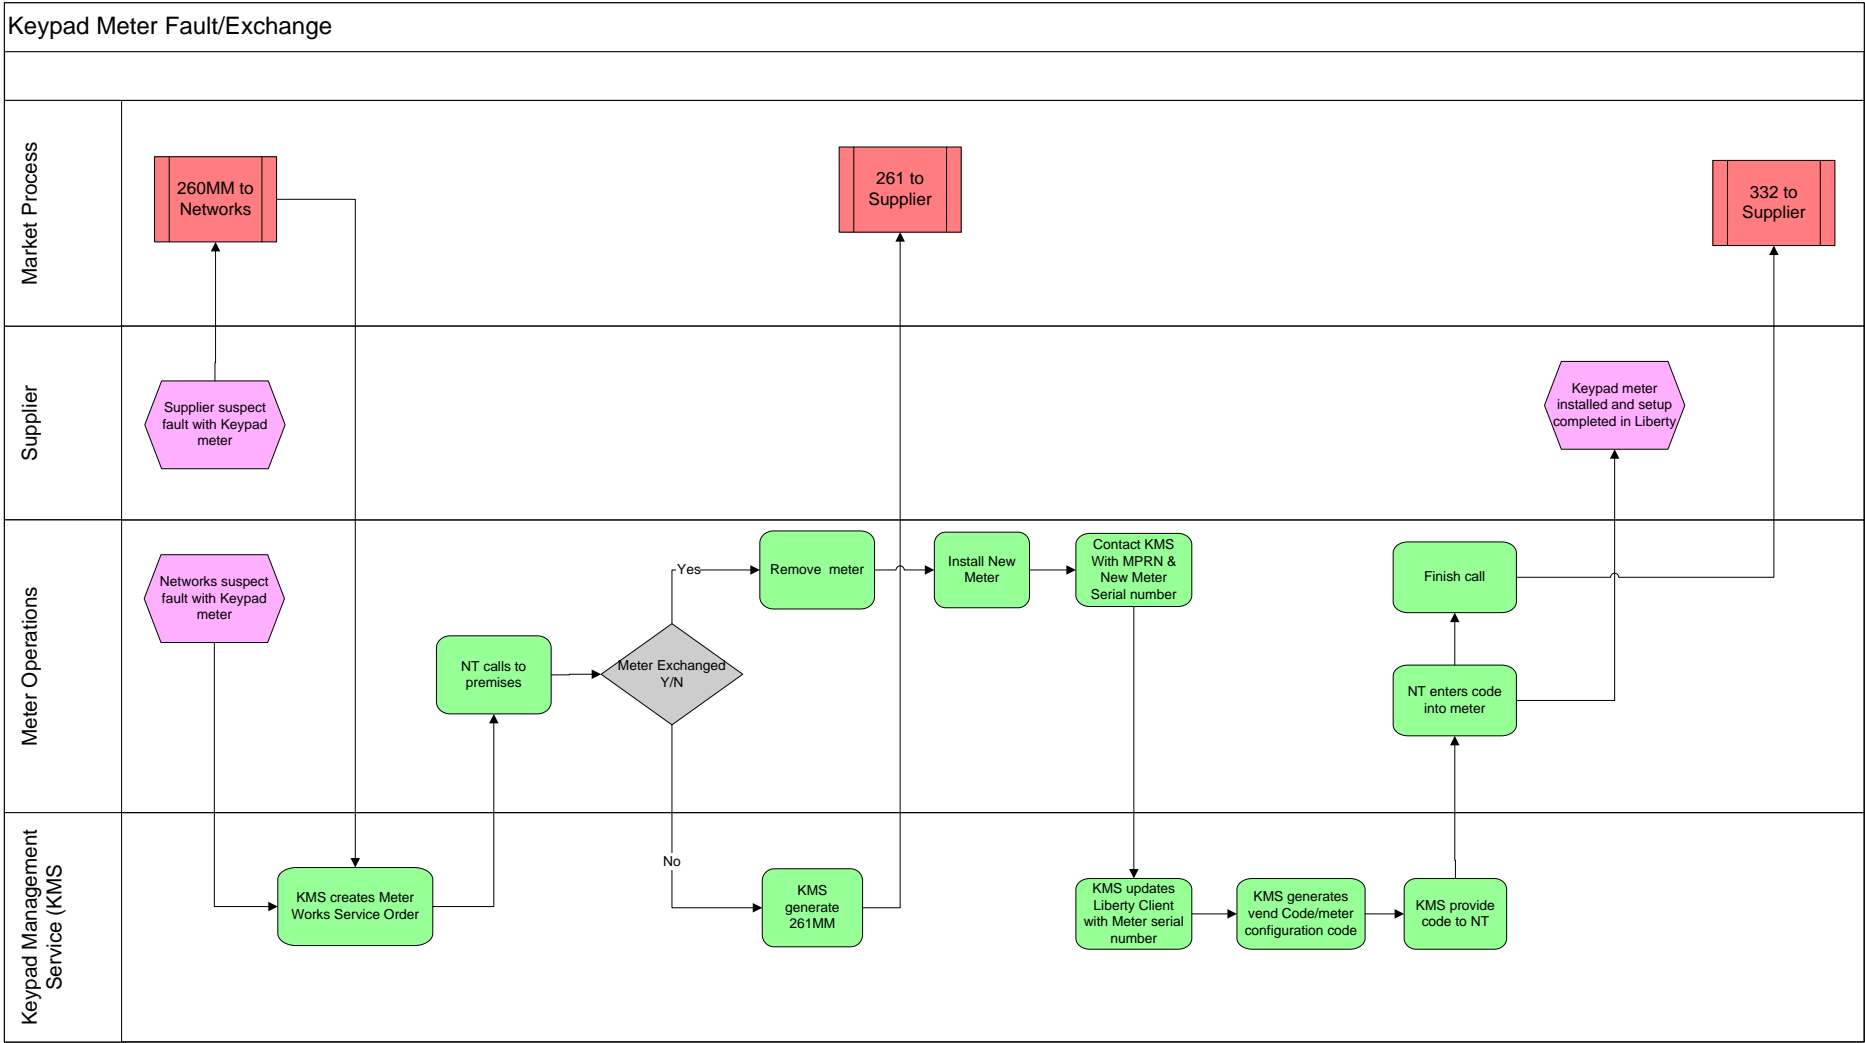 Keypad Meter Fault/Exchange
Market Process
260MM to
Networks
261 to
Supplier
332 to
Supplier
Supplier
Supplier suspect
fault with Keypad
meter
Keypad meter
installed and setup
completed in Liberty
Meter Operations
Networks suspect
fault with Keypad
meter
NT calls to
premises
Meter Exchanged
Y/N
Yes
Remove meter
Install New
Meter
Contact KMS
With MPRN &
New Meter
Serial number
Finish call
NT enters code
into meter
Keypad Management
Service (KMS
KMS creates Meter
Works Service Order
No
KMS
generate
261MM
KMS updates
Liberty Client
with Meter serial
number
KMS generates
vend Code/meter
configuration code
KMS provide
code to NT